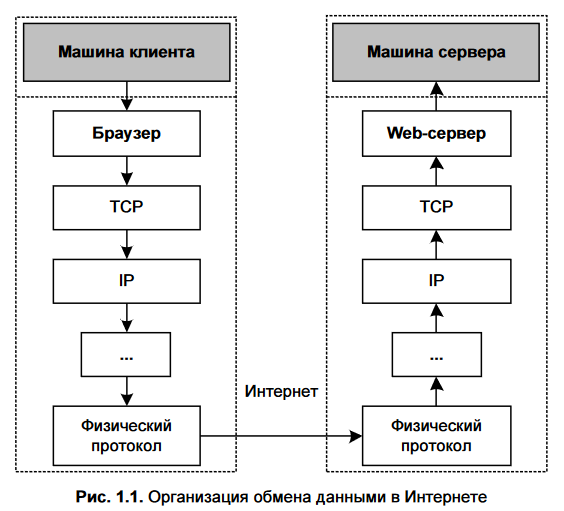 Машина клиента
Браузер
TCP
IP
...
Физический
протокол
Интернет
Машина сервера
Web-сервер
TCP
IP
...
Физический
протокол
Рис. 1.1. Организация обмена данными в Интернете